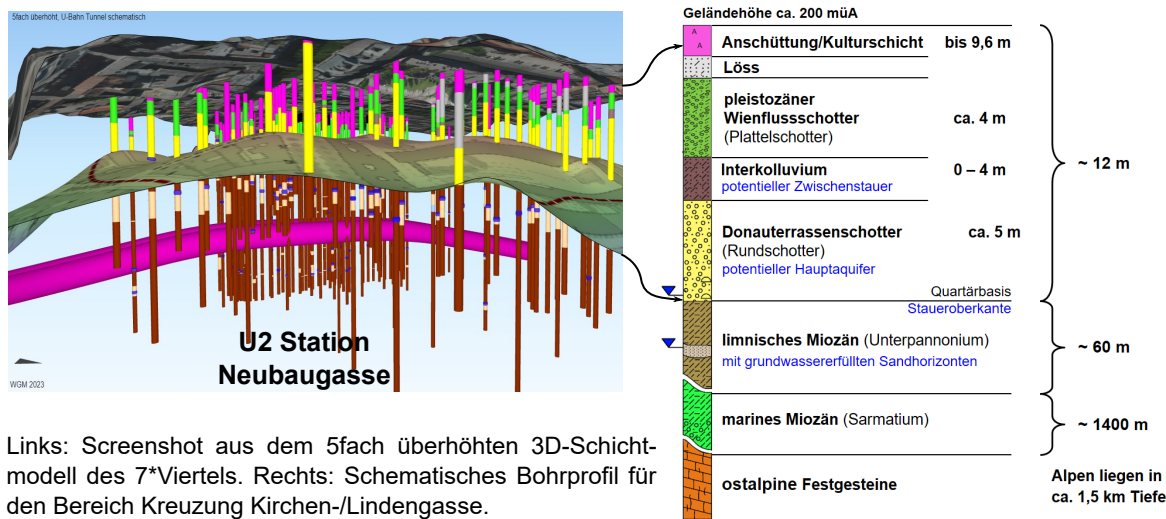 5fach überhöht, U-Bahn Tunnel schematisch
U2 Station
Neubaugasse
WGM 2023
Links: Screenshot aus dem 5fach überhöhten 3D-Schicht-
modell des 7*Viertels. Rechts: Schematisches Bohrprofil für
den Bereich Kreuzung Kirchen-/Lindengasse.
Geländehöhe ca. 200 müA
A
A
Anschüttung/Kulturschicht bis 9,6 m
Löss
pleistozäner
Wienflussschotter ca. 4 m
(Plattelschotter)
Interkolluvium 0 – 4 m
potentieller Zwischenstauer
~ 12 m
Donauterrassenschotter ca. 5 m
(Rundschotter)
potentieller Hauptaquifer
Quartärbasis
Staueroberkante
limnisches Miozän (Unterpannonium)
mit grundwassererfüllten Sandhorizonten
~ 60 m
marines Miozän (Sarmatium)
~ 1400 m
ostalpine Festgesteine
Alpen liegen in
ca. 1,5 km Tiefe